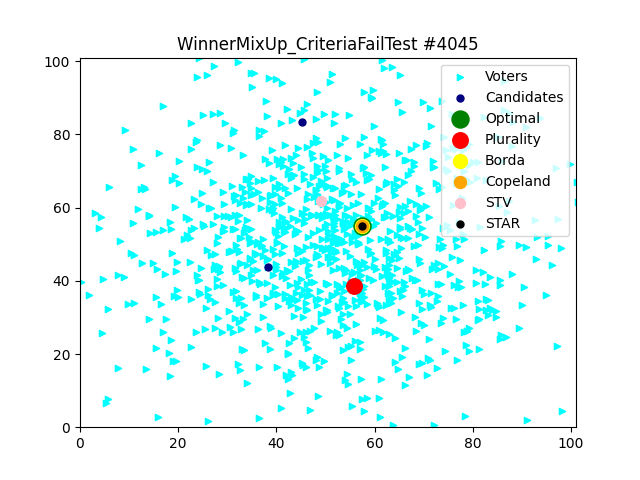 WinnerMixUp_CriteriaFailTest #4045
100
80
60
40
20
0
0 20 40 60 80 100
Voters
Candidates
Optimal
Plurality
Borda
Copeland
STV
STAR